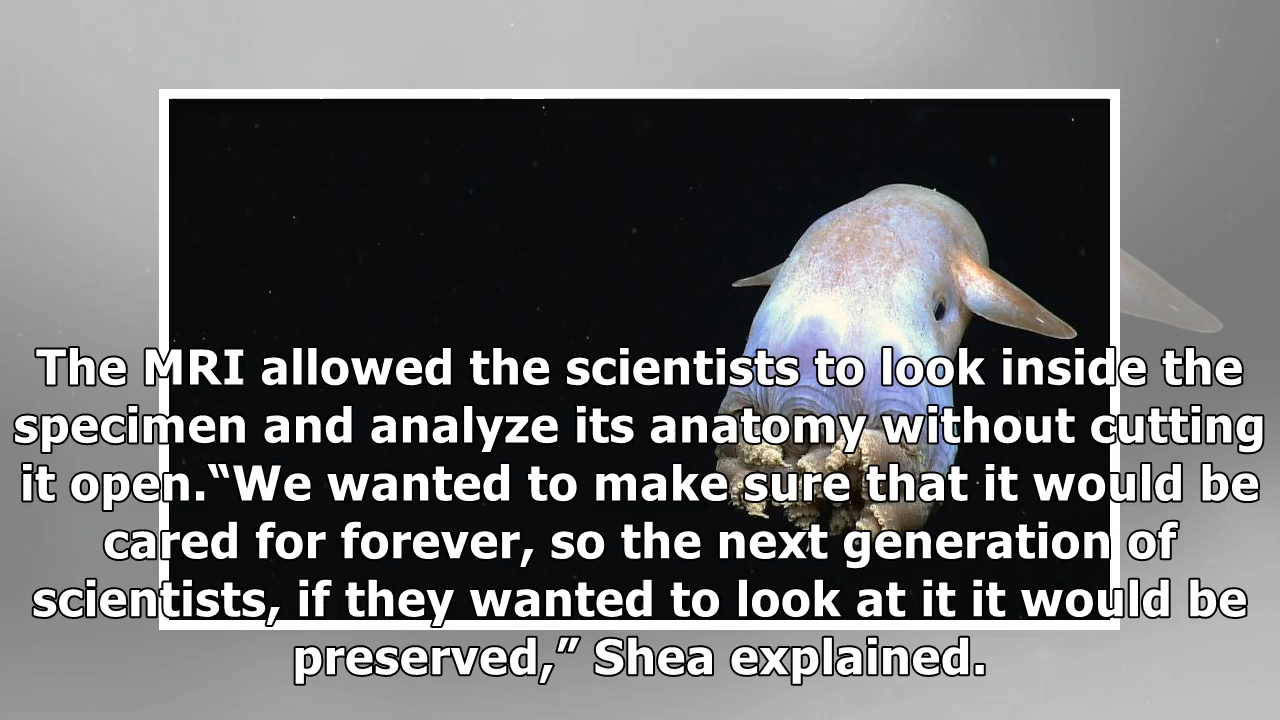 The MRI allowed the scientists to look inside the
specimen and analyze its anatomy without cutting
it open.“We wanted to make sure that it would be
cared for forever, so the next generation of
scientists, if they wanted to look at it it would be
preserved,” Shea explained.